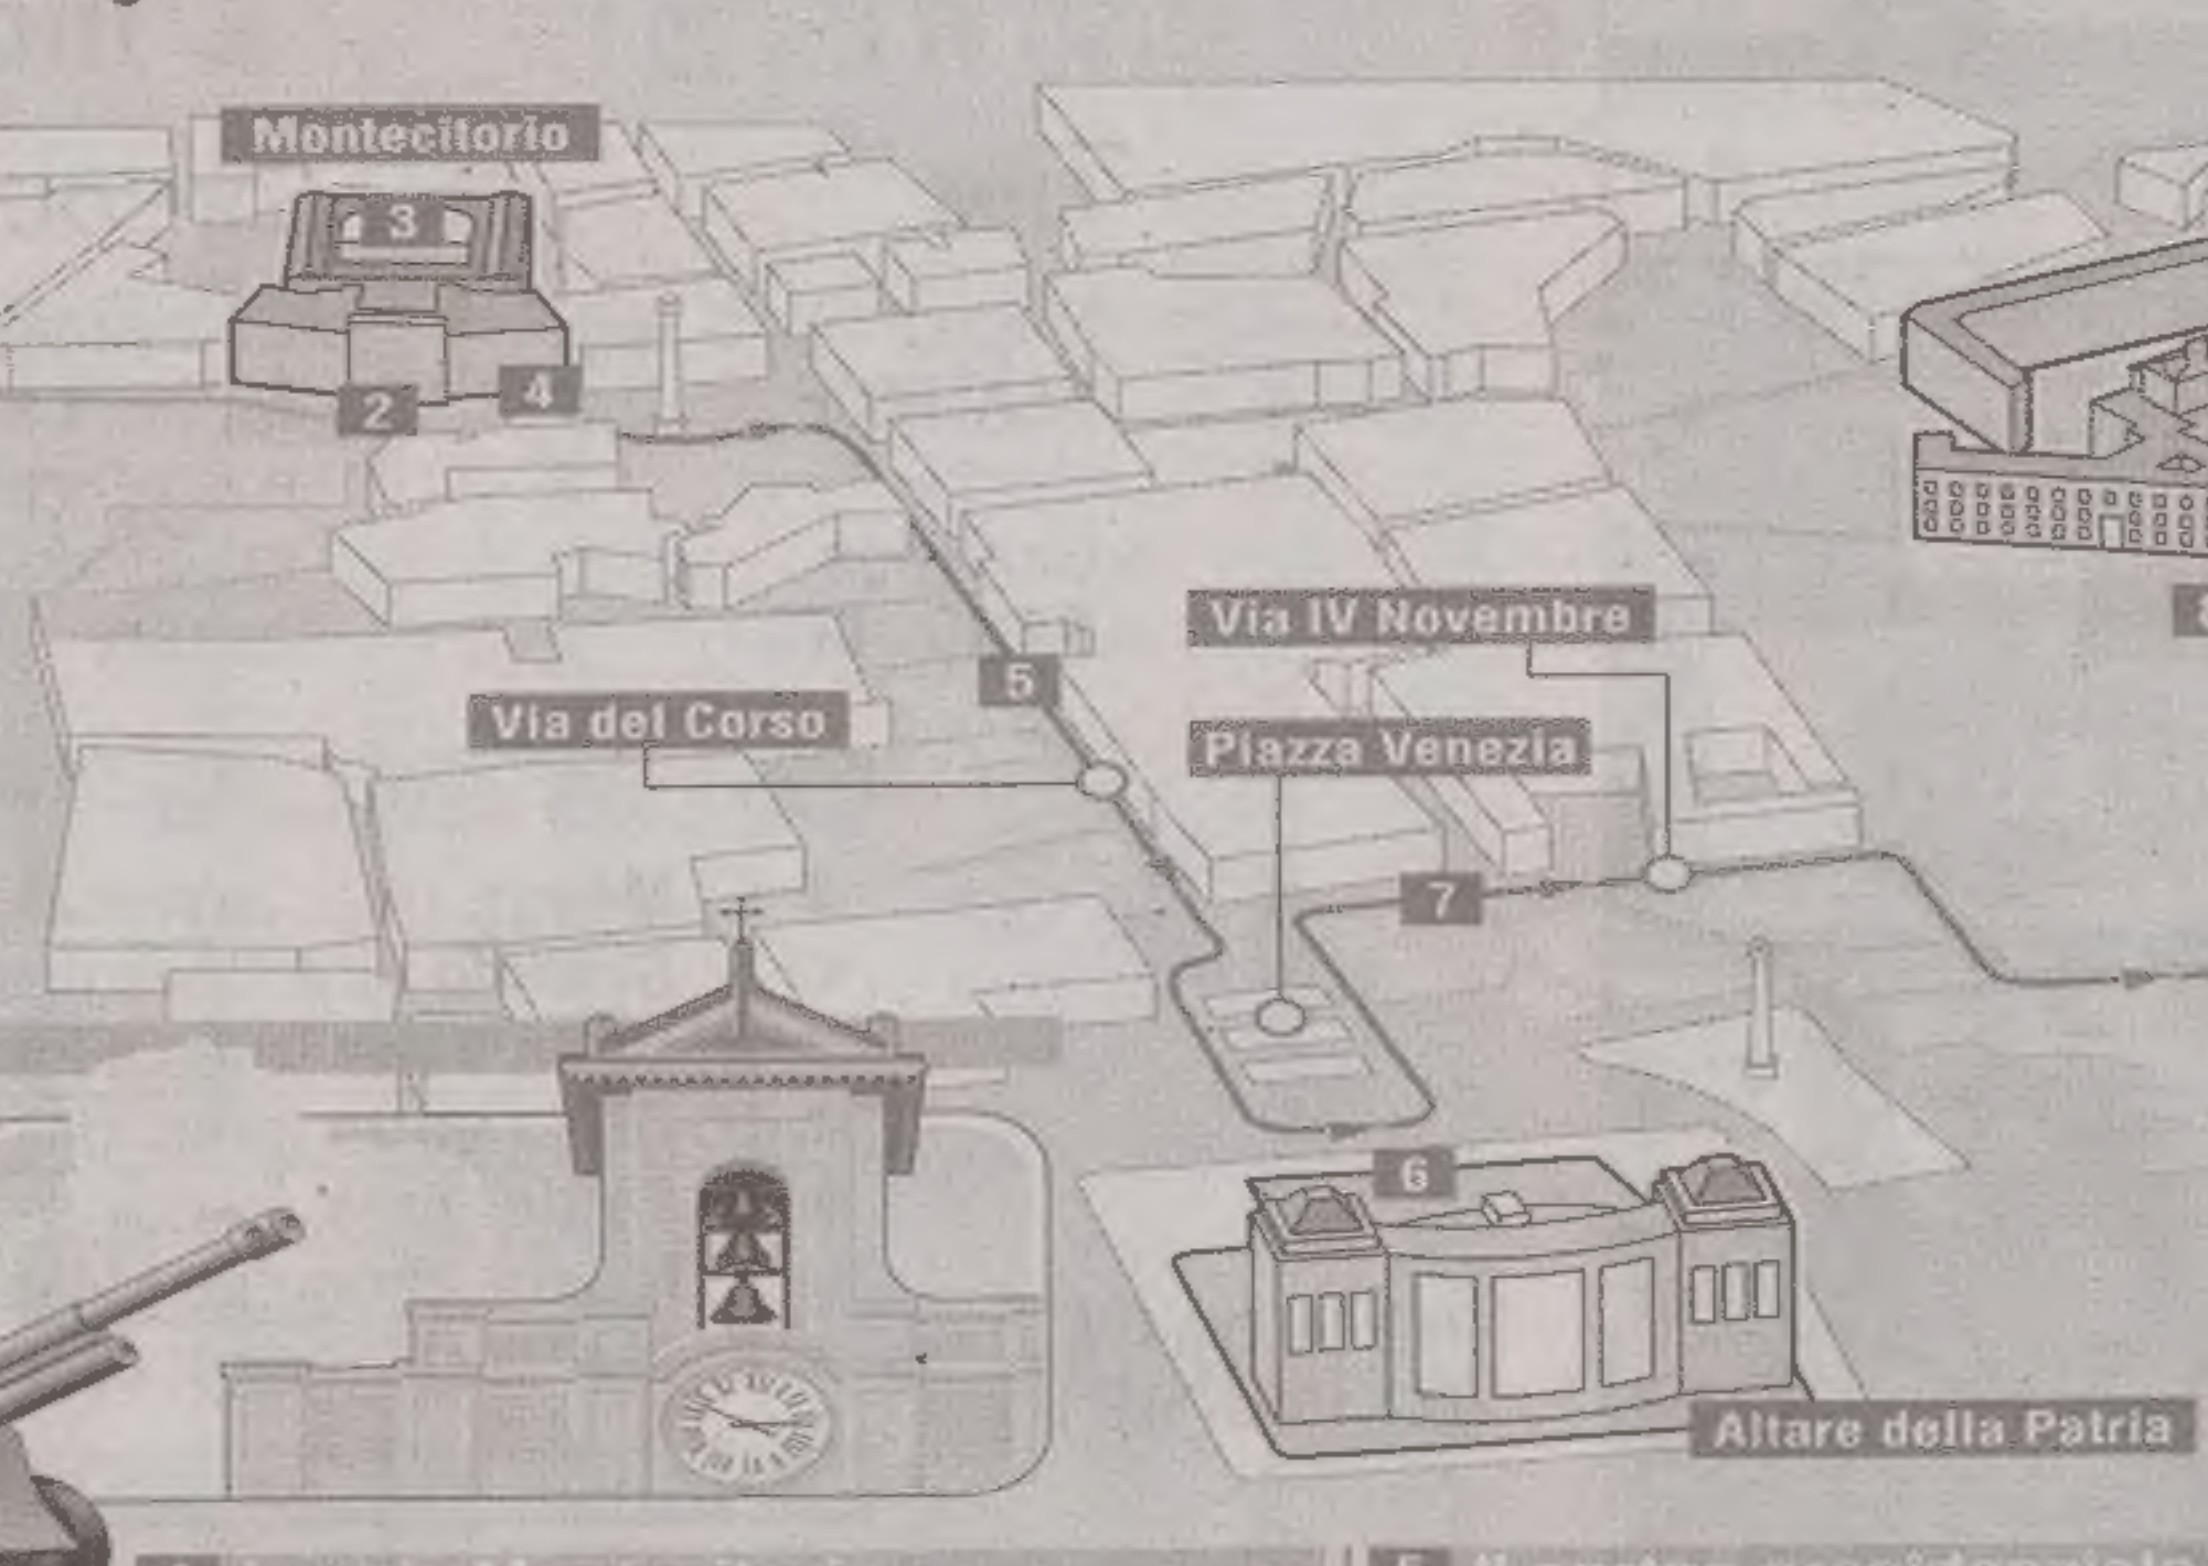 Montecitorio
3
2
4
Via IV Novembre
5
Via del Corso
Piazza Venezia
7
6
Altare della Patria